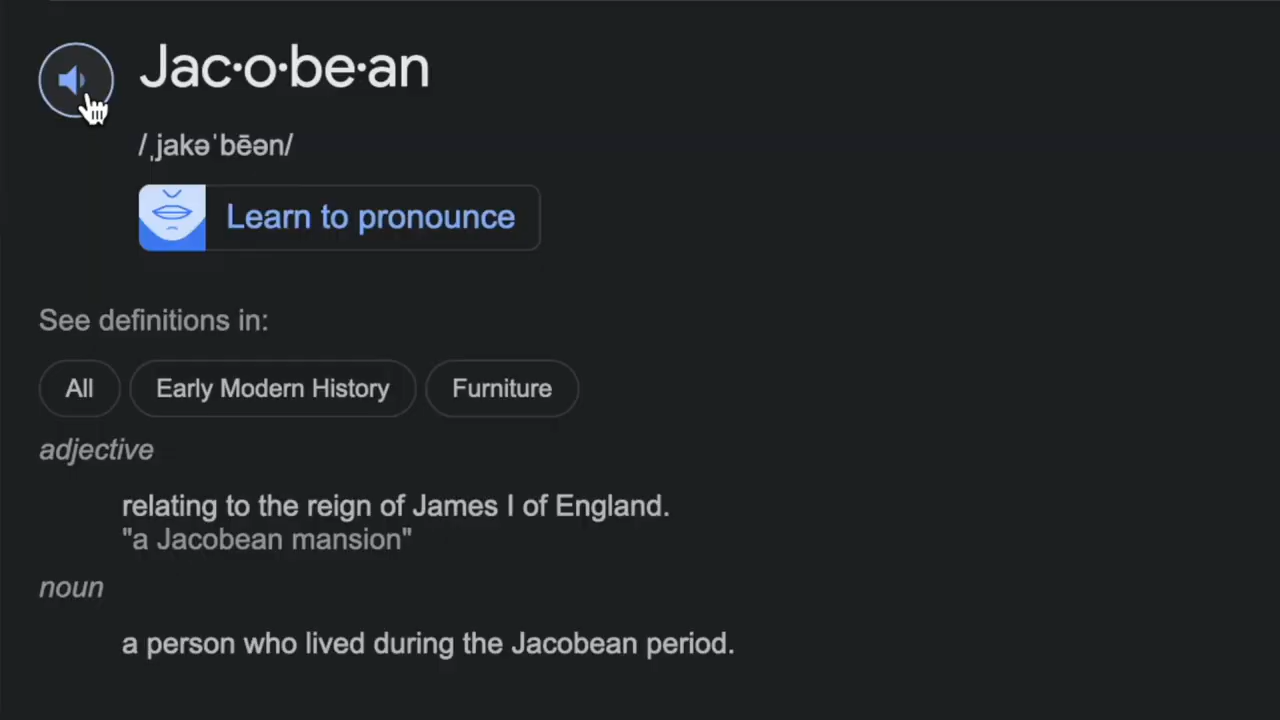 Jac·o·be·an
/ˌjakəˈbēən/
Learn to pronounce
See definitions in:
All
Early Modern History
Furniture
adjective
relating to the reign of James I of England.
"a Jacobean mansion"
noun
a person who lived during the Jacobean period.